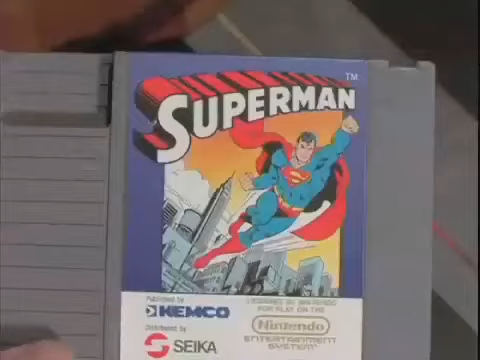 TM
SUPERMAN
Published by
KEMCO
Distributed by
SEIKA
LICENSED BY NINTENDO
FOR PLAY ON THE
Nintendo
ENTERTAINMENT
SYSTEM